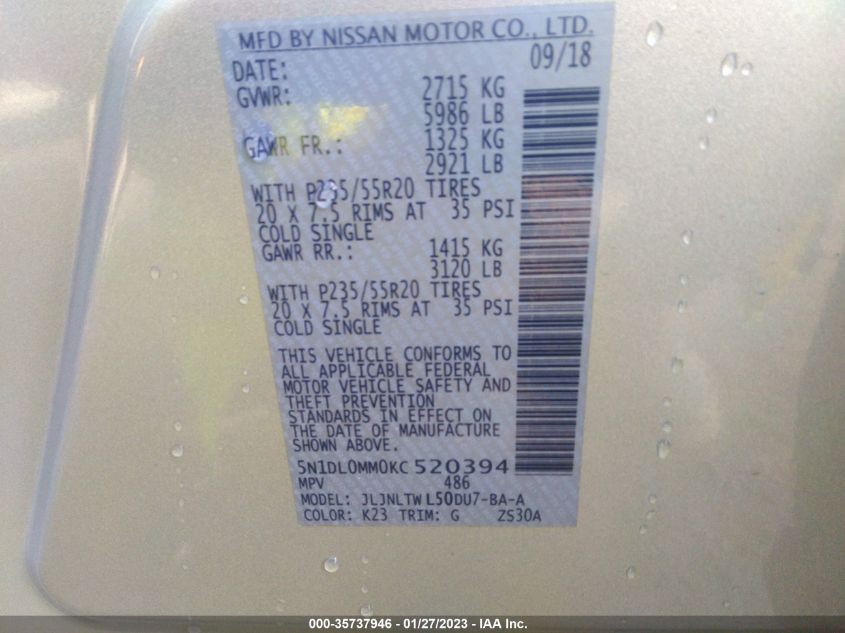 MFD BY NISSAN MOTOR CO., LTD.
DATE: 09/18
GVWR: 2715 KG
5986 LB
GAWR FR.: 1325 KG
2921 LB
WITH P235/55R20 TIRES
20 X 7.5 RIMS AT 35 PSI
COLD SINGLE
GAWR RR.: 1415 KG
3120 LB
WITH P235/55R20 TIRES
20 X 7.5 RIMS AT 35 PSI
COLD SINGLE
THIS VEHICLE CONFORMS TO
ALL APPLICABLE FEDERAL
MOTOR VEHICLE SAFETY AND
THEFT PREVENTION
STANDARDS IN EFFECT ON
THE DATE OF MANUFACTURE
SHOWN ABOVE.
5N1DL0MM0KC520394
MPV 486
MODEL: JLJNLTWL50DU7-BA-A
COLOR: K23 TRIM: G ZS30A
000-35737946 - 01/27/2023 - IAA Inc.